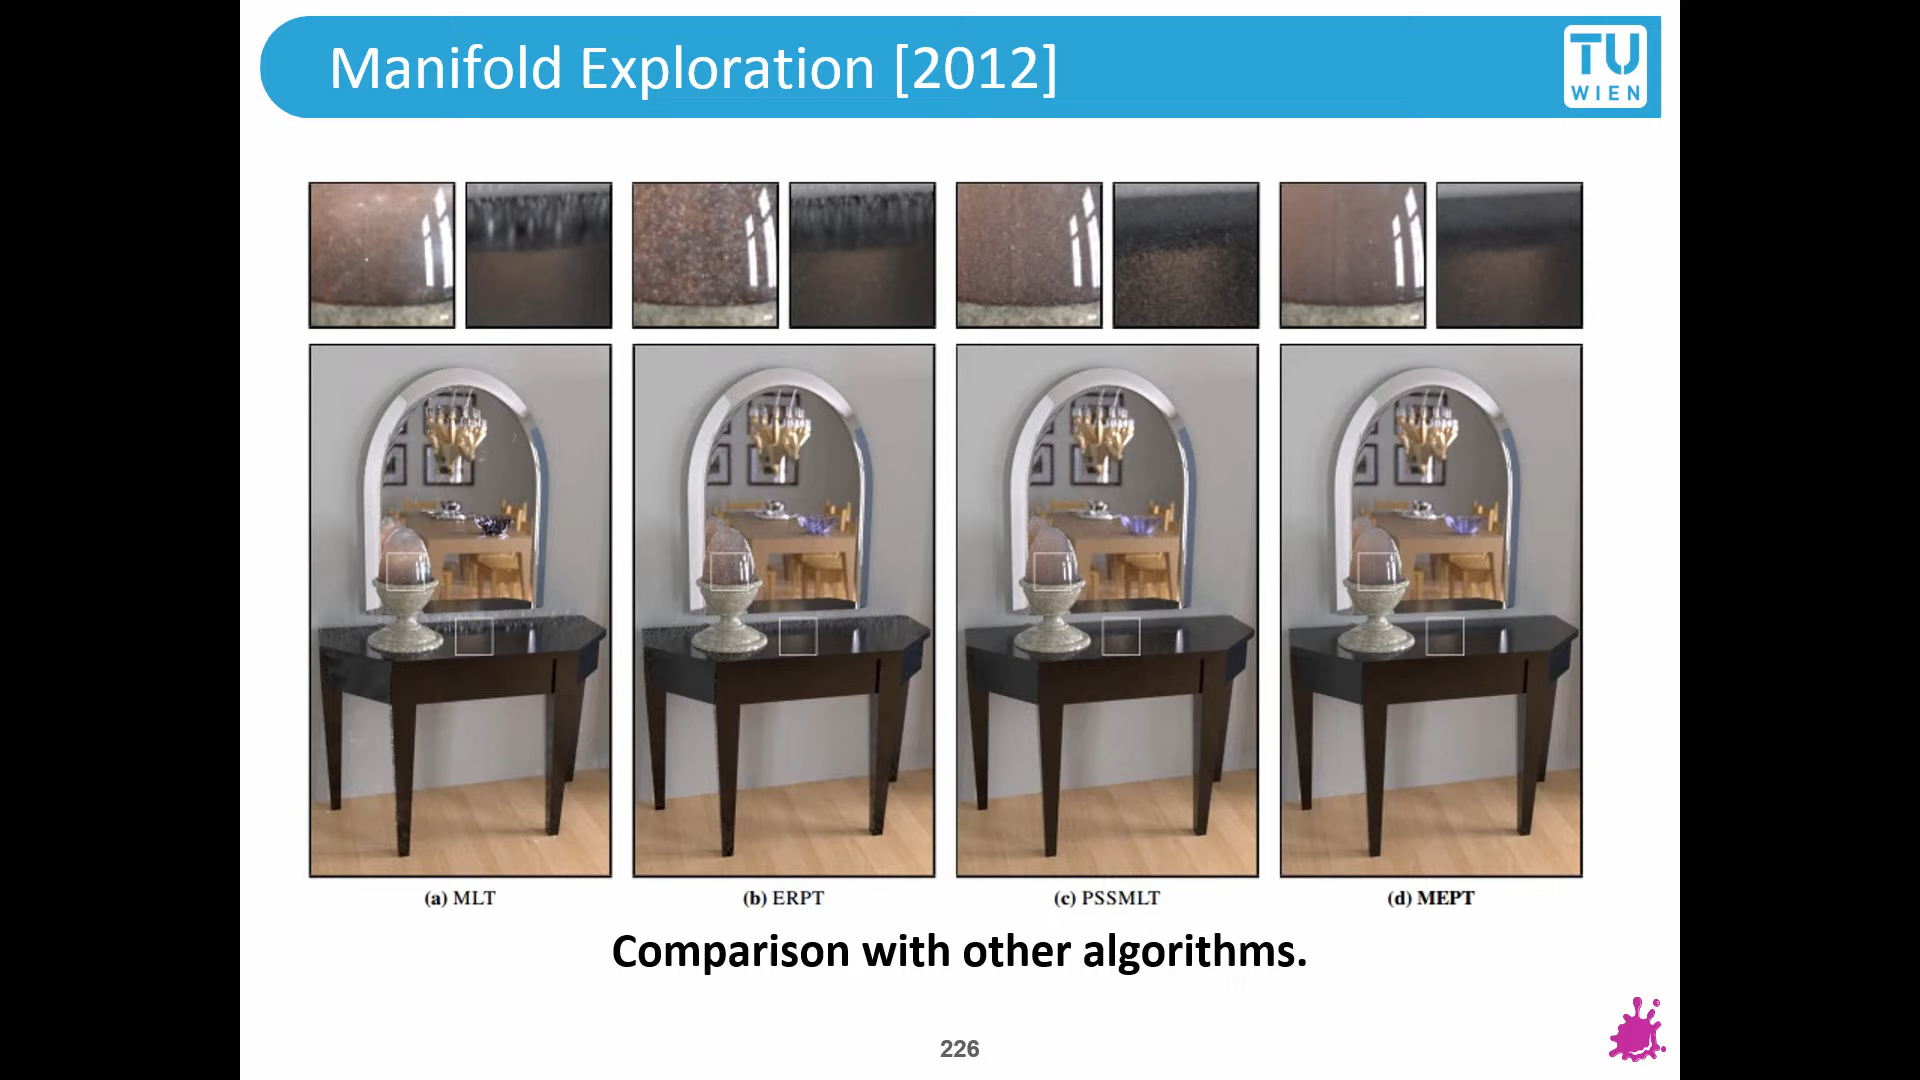 Manifold Exploration [2012]
TU
WIEN
(a) MLT
(b) ERPT
(c) PSSMLT
(d) MEPT
Comparison with other algorithms.
226